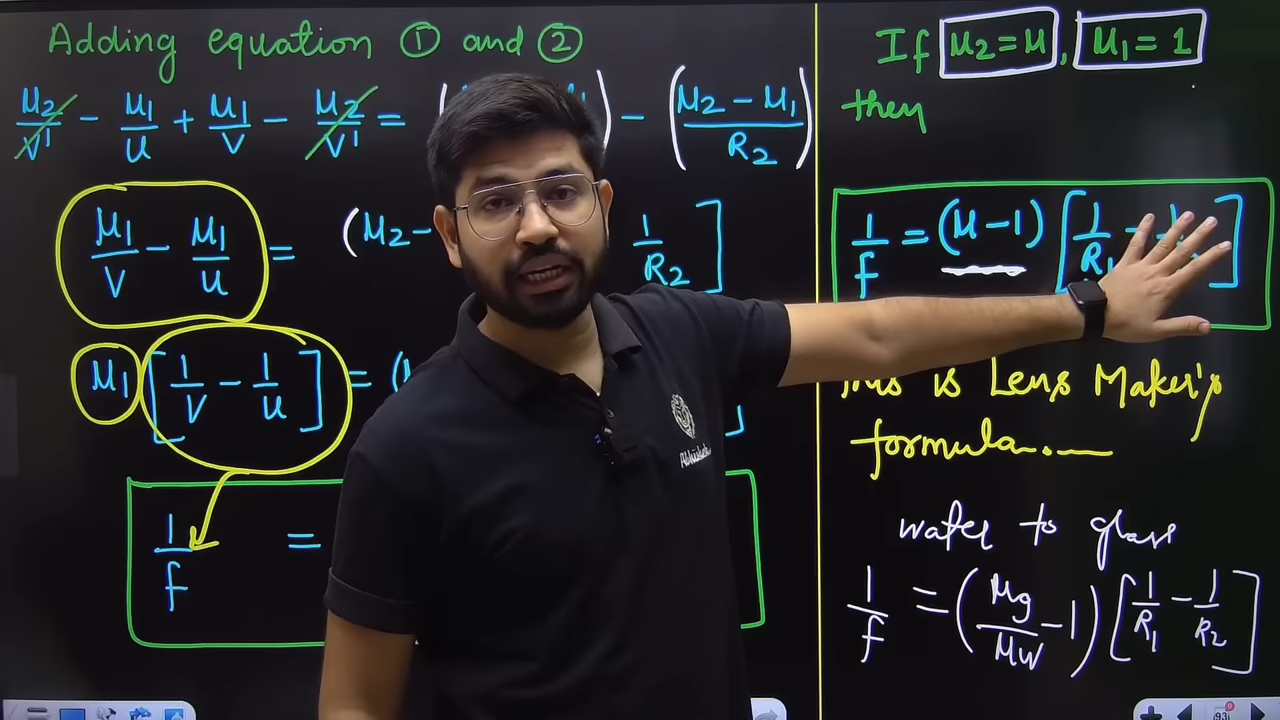 Adding equation ① and ②
μ2/V' - μ1/u + μ1/V - μ2/V' = ( ) - (μ2 - μ1/R2)
μ1/V - μ1/u = (μ2- 1/R2]
μ1 [1/V - 1/u] = (
1/f =
If μ2 = μ, μ1 = 1
then
1/f = (μ-1) [1/R1 - ]
This is Lens Maker's
formula.
water to glass
1/f = (μg/μw - 1) [1/R1 - 1/R2]